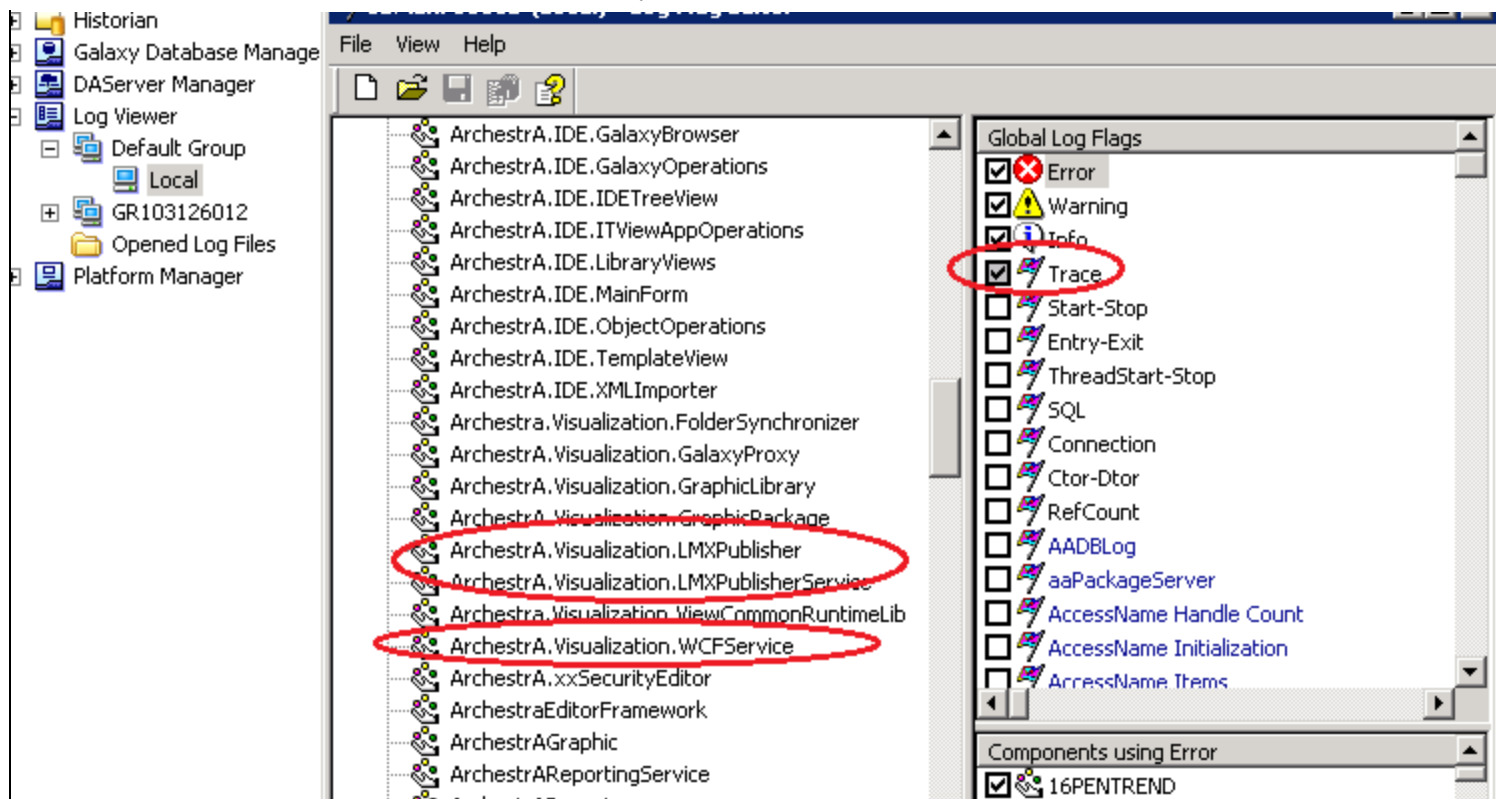 Historian
Galaxy Database Manage
DAServer Manager
Log Viewer
Default Group
Local
GR103126012
Opened Log Files
Platform Manager
File View Help
ArchestrA.IDE.GalaxyBrowser
ArchestrA.IDE.GalaxyOperations
ArchestrA.IDE.IDETreeView
ArchestrA.IDE.ITViewAppOperations
ArchestrA.IDE.LibraryViews
ArchestrA.IDE.MainForm
ArchestrA.IDE.ObjectOperations
ArchestrA.IDE.TemplateView
ArchestrA.IDE.XMLImporter
Archestra.Visualization.FolderSynchronizer
ArchestrA.Visualization.GalaxyProxy
ArchestrA.Visualization.GraphicLibrary
ArchestrA.Visualization.GraphicPackage
ArchestrA.Visualization.LMXPublisher
ArchestrA.Visualization.LMXPublisherService
Archestra.Visualization.ViewCommonRuntimeLib
ArchestrA.Visualization.WCFService
ArchestrA.xxSecurityEditor
ArchestraEditorFramework
ArchestrAGraphic
ArchestrAReportingService
Global Log Flags
Error
Warning
Info
Trace
Start-Stop
Entry-Exit
ThreadStart-Stop
SQL
Connection
Ctor-Dtor
RefCount
AADBLog
aaPackageServer
AccessName Handle Count
AccessName Initialization
AccessName Items
Components using Error
16PENTREND